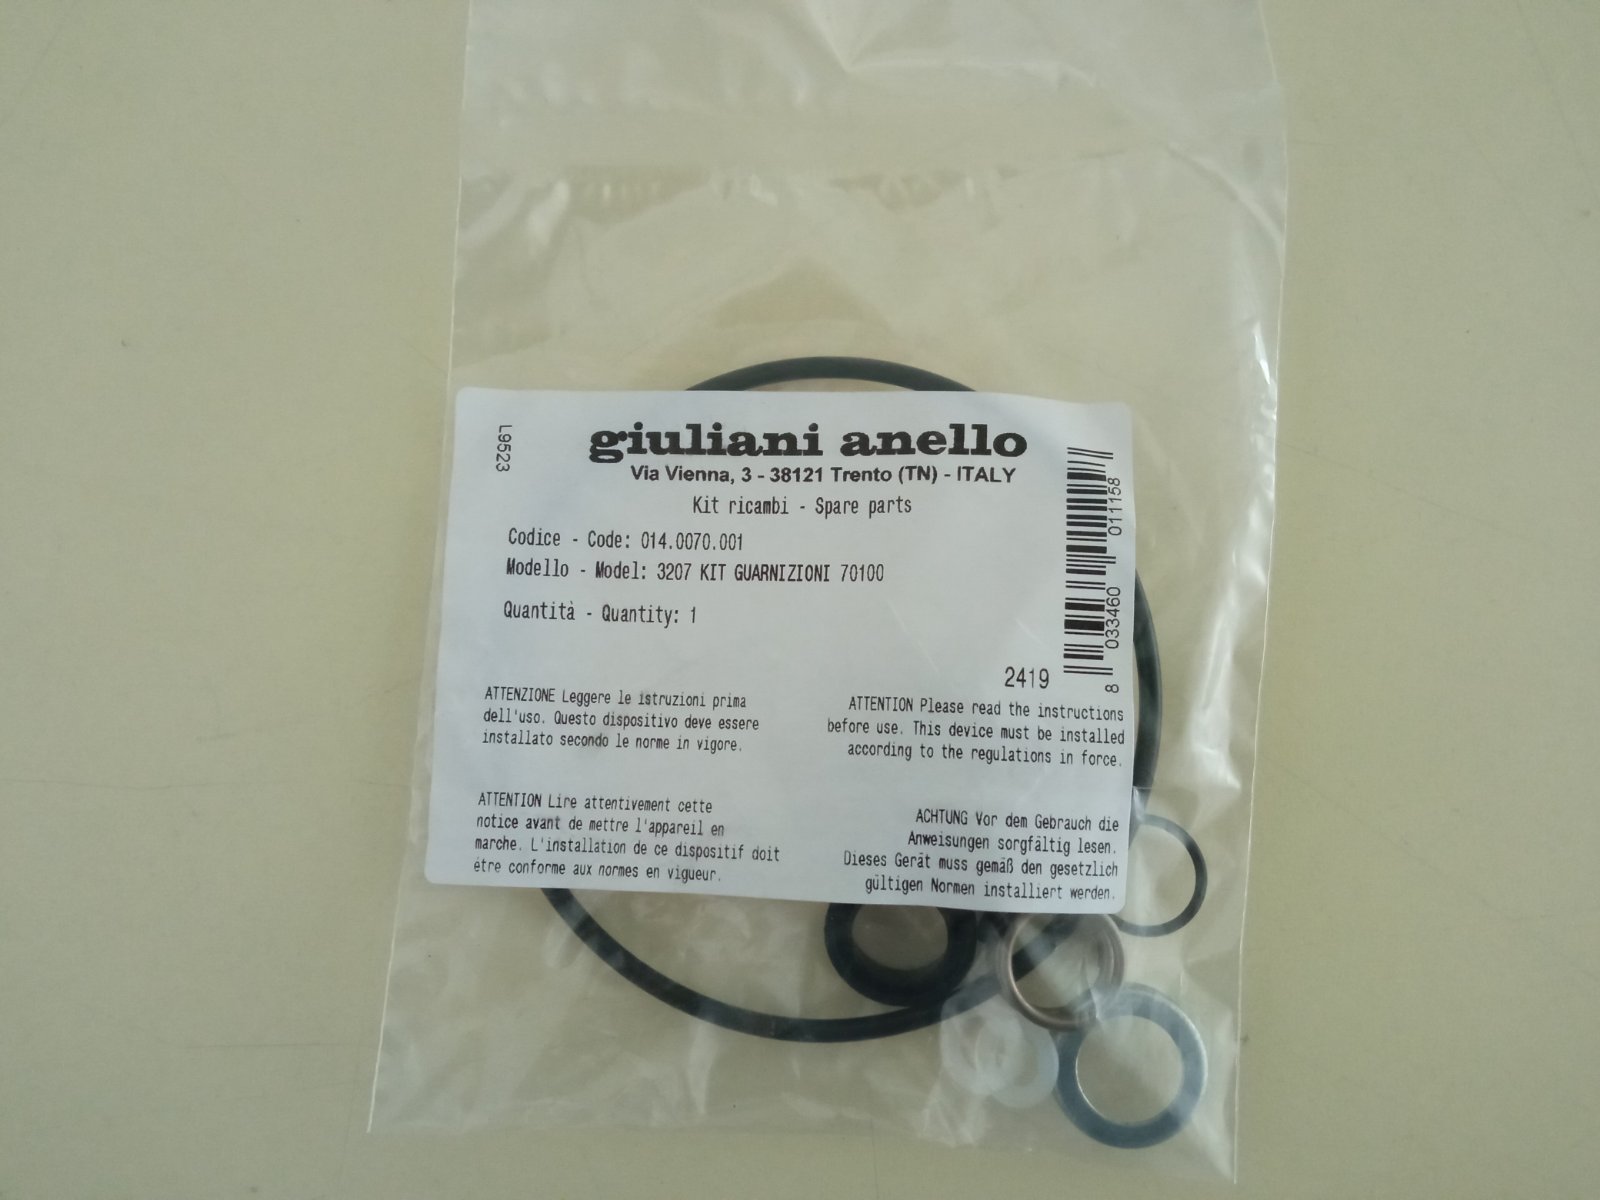 L9523
giuliani anello
Via Vienna, 3 - 38121 Trento (TN) - ITALY
Kit ricambi - Spare parts
Codice - Code: 014.0070.001
Modello - Model: 3207 KIT GUARNIZIONI 70100
Quantità - Quantity: 1
8 033460 011158
2419
ATTENZIONE Leggere le istruzioni prima
dell'uso. Questo dispositivo deve essere
installato secondo le norme in vigore.
ATTENTION Please read the instructions
before use. This device must be installed
according to the regulations in force.
ATTENTION Lire attentivement cette
notice avant de mettre l'appareil en
marche. L'installation de ce dispositif doit
être conforme aux normes en vigueur.
ACHTUNG Vor dem Gebrauch die
Anweisungen sorgfältig lesen.
Dieses Gerät muss gemäß den gesetzlich
gültigen Normen installiert werden.